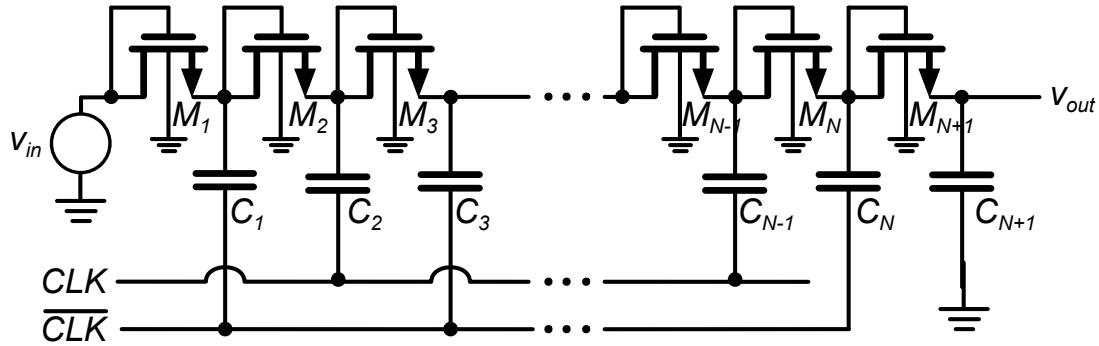 M1 M2 M3 MN-1 MN MN+1 vout
vin
C1 C2 C3 CN-1 CN CN+1
CLK
CLK